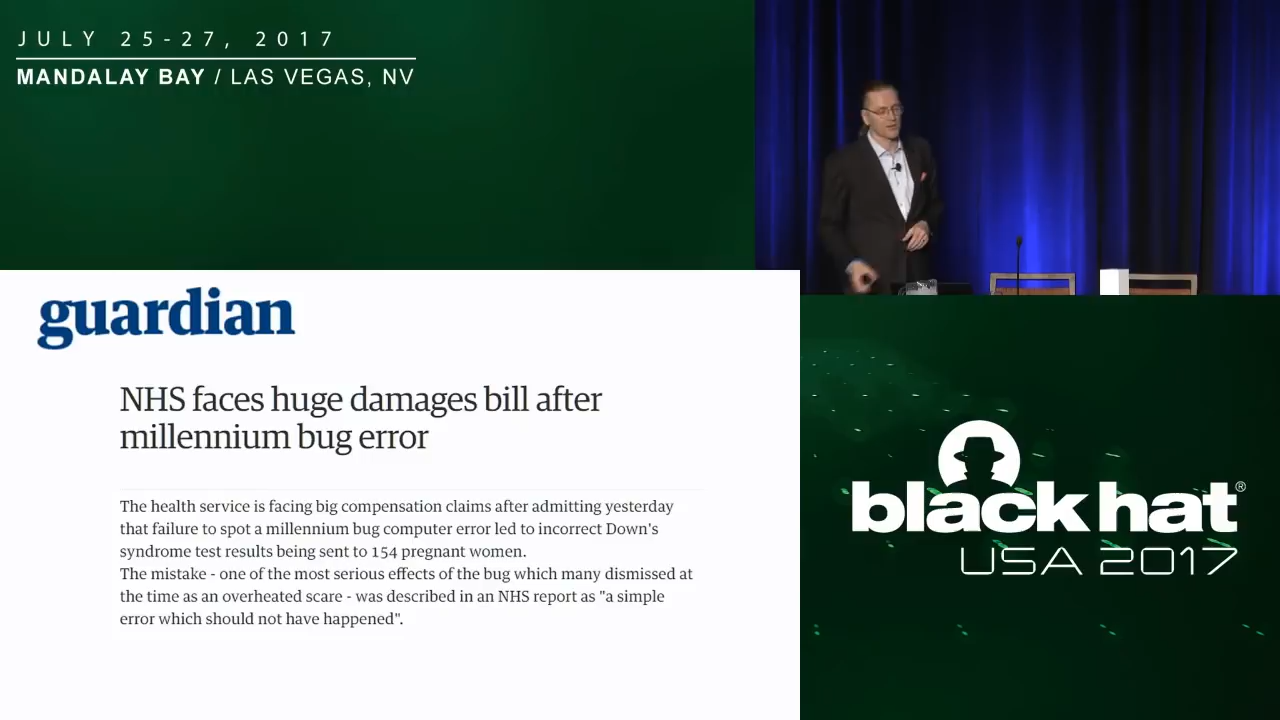 JULY 25-27, 2017
MANDALAY BAY / LAS VEGAS, NV
guardian
NHS faces huge damages bill after
millennium bug error
The health service is facing big compensation claims after admitting yesterday
that failure to spot a millennium bug computer error led to incorrect Down's
syndrome test results being sent to 154 pregnant women.
The mistake - one of the most serious effects of the bug which many dismissed at
the time as an overheated scare - was described in an NHS report as "a simple
error which should not have happened".
black hat®
USA 2017